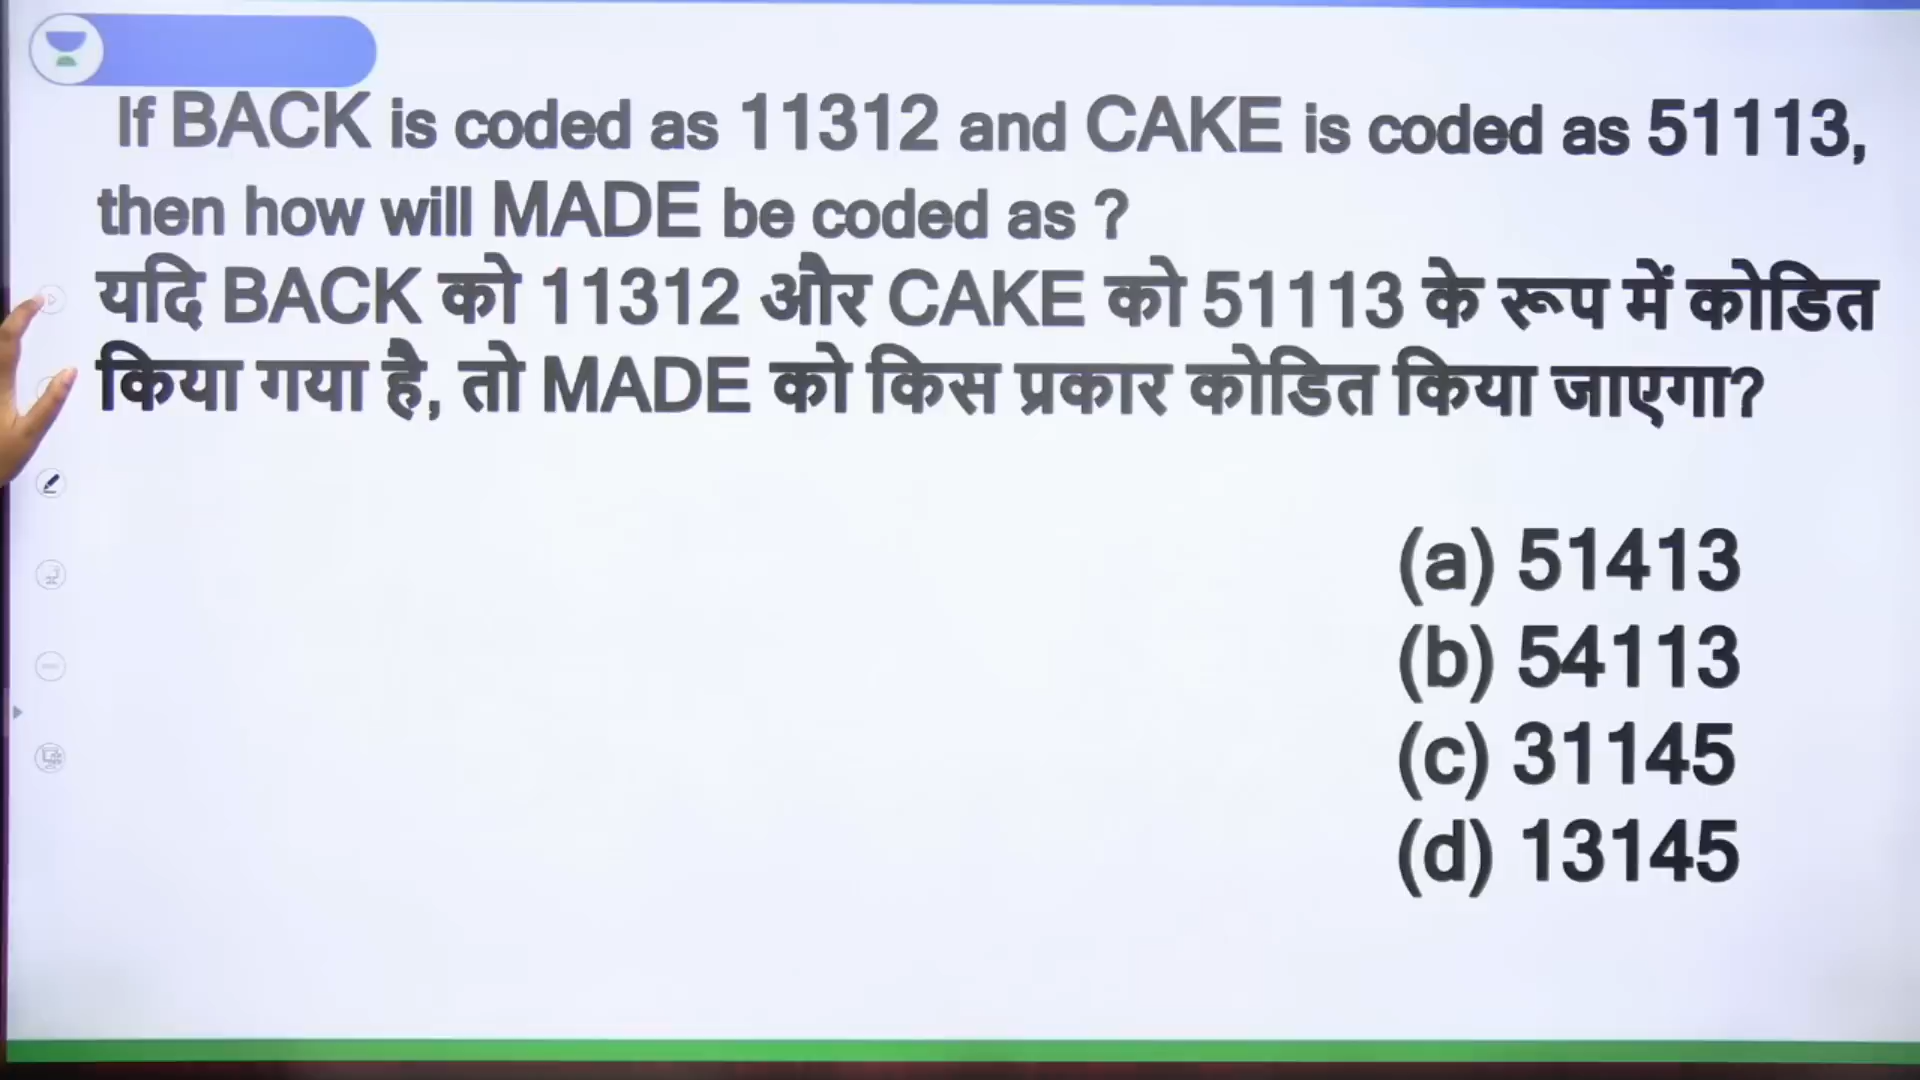 If BACK is coded as 11312 and CAKE is coded as 51113,
then how will MADE be coded as ?
यदि BACK को 11312 और CAKE को 51113 के रूप में कोडित
किया गया है, तो MADE को किस प्रकार कोडित किया जाएगा?
(a) 51413
(b) 54113
(c) 31145
(d) 13145